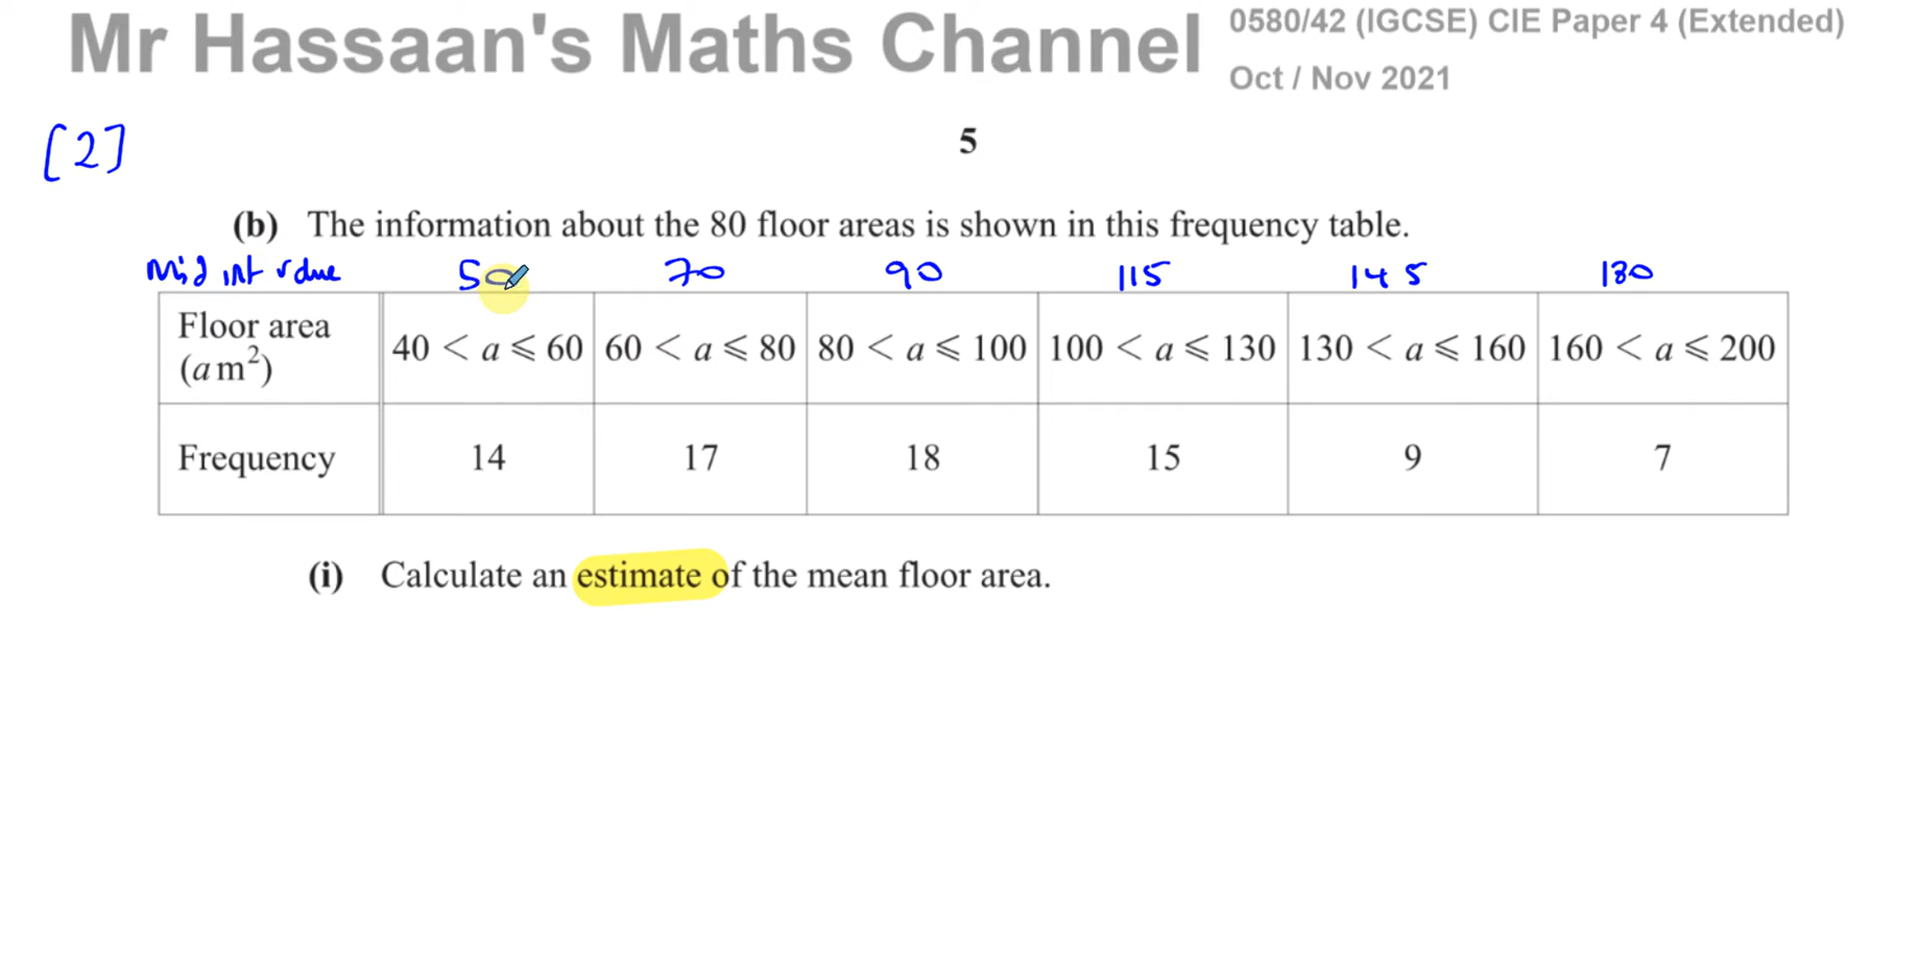 Mr Hassaan's Maths Channel
0580/42 (IGCSE) CIE Paper 4 (Extended)
Oct / Nov 2021
[2]
5
(b) The information about the 80 floor areas is shown in this frequency table.
Mid int value 50 70 90 115 145 180
Floor area (a m²) 40 < a ⩽ 60 60 < a ⩽ 80 80 < a ⩽ 100 100 < a ⩽ 130 130 < a ⩽ 160 160 < a ⩽ 200
Frequency 14 17 18 15 9 7
(i) Calculate an estimate of the mean floor area.